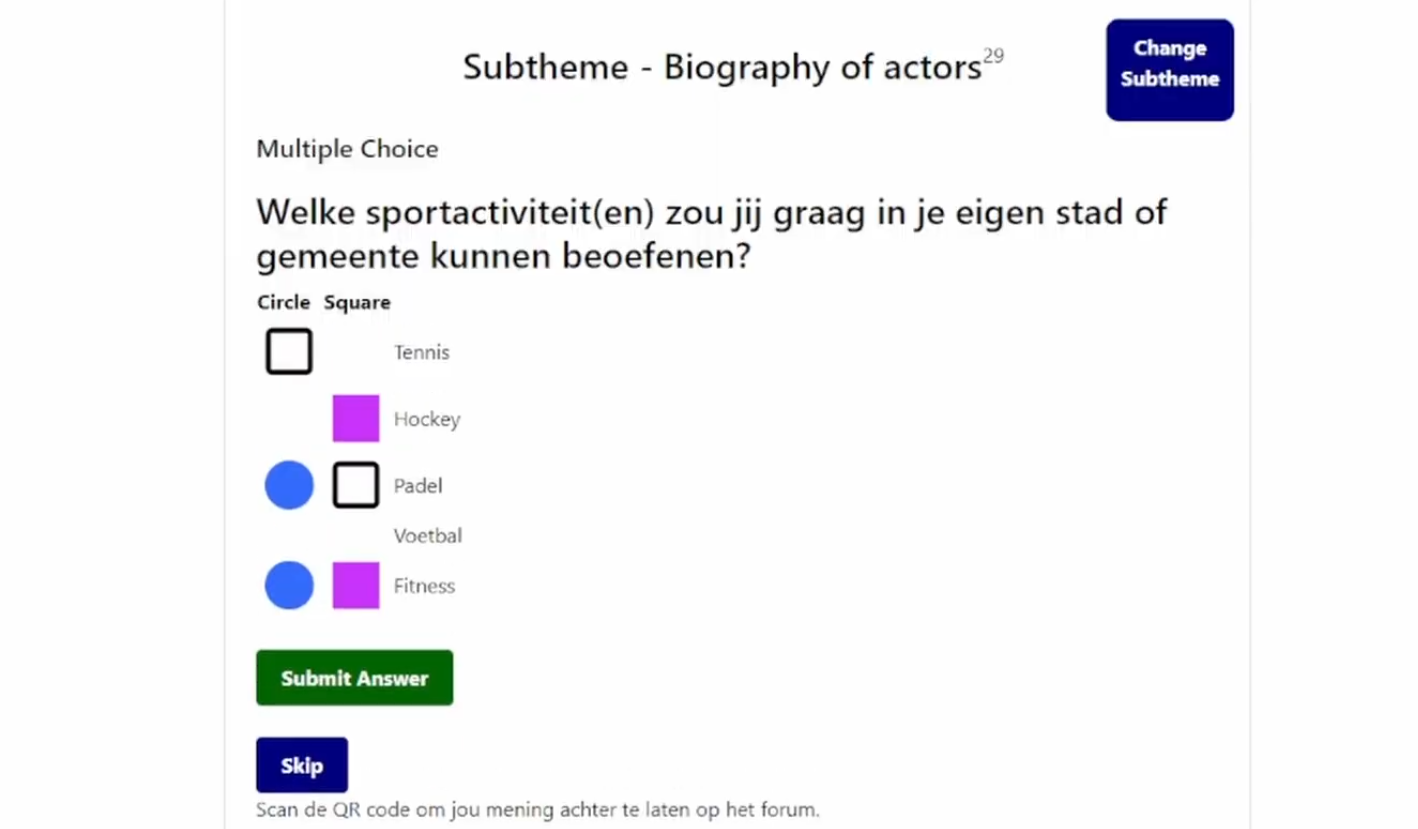 Subtheme - Biography of actors29
Change
Subtheme
Multiple Choice
Welke sportactiviteit(en) zou jij graag in je eigen stad of
gemeente kunnen beoefenen?
Circle Square
Tennis
Hockey
Padel
Voetbal
Fitness
Submit Answer
Skip
Scan de QR code om jou mening achter te laten op het forum.